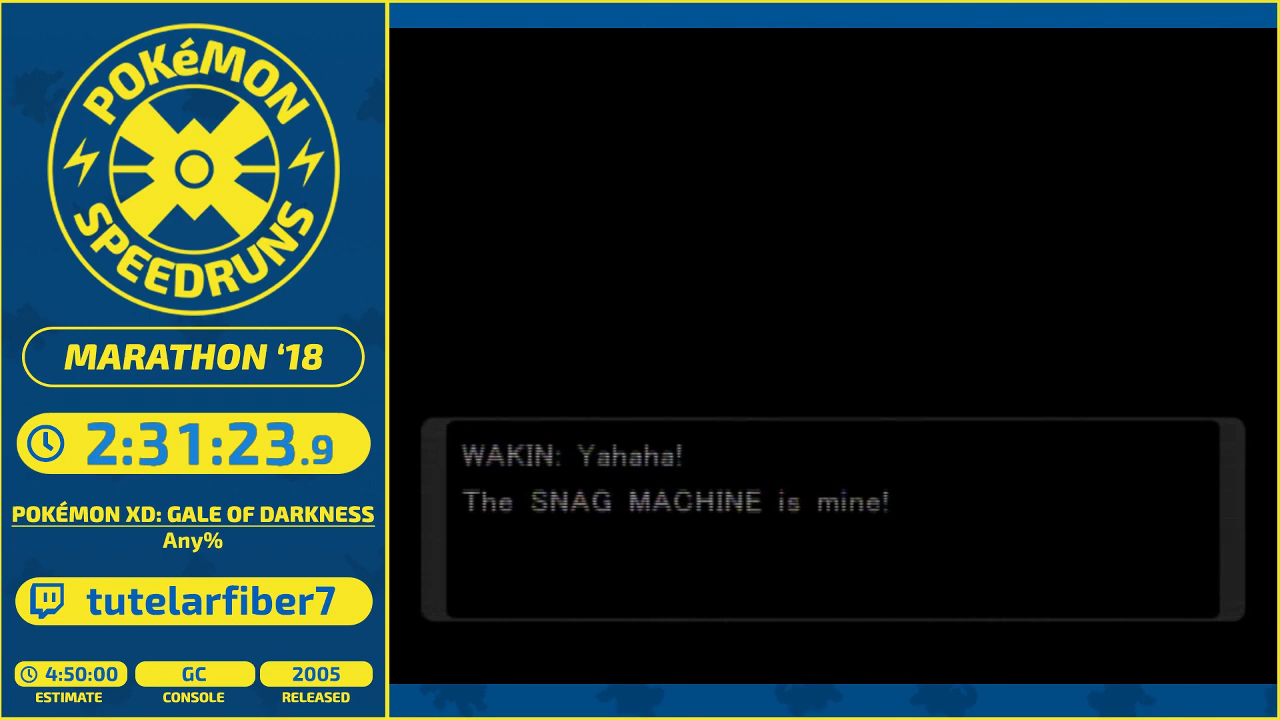 POKéMON
SPEEDRUNS
MARATHON ‘18
2:31:23.9
POKÉMON XD: GALE OF DARKNESS
Any%
tutelarfiber7
4:50:00
ESTIMATE
GC
CONSOLE
2005
RELEASED
WAKIN: Yahaha!
The SNAG MACHINE is mine!